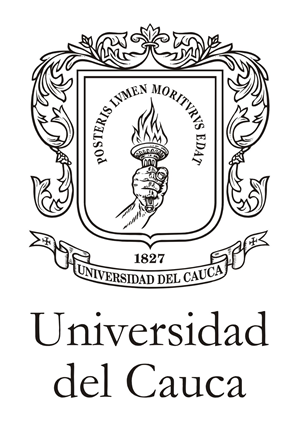 POSTERIS LVMEN MORITVRVS EDAT
1827
UNIVERSIDAD DEL CAUCA
Universidad
del Cauca